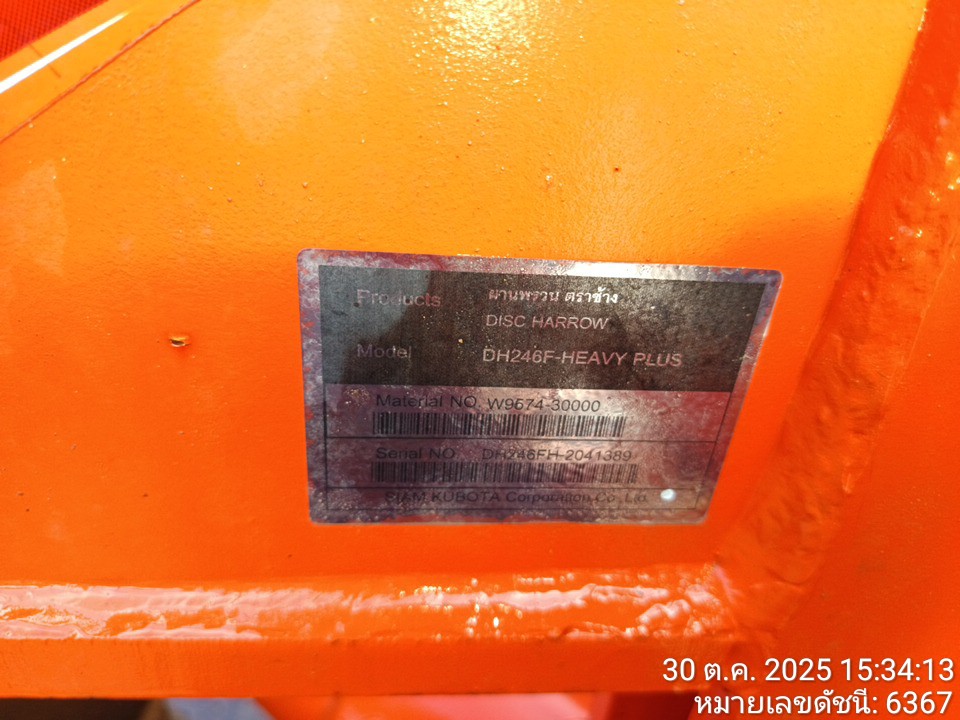 Products ผานพรวน ตราช้าง
DISC HARROW
Model DH246F-HEAVY PLUS
Material NO. W9574-30000
Serial NO. DH246FH-2041389
SIAM KUBOTA Corporation Co.,Ltd.
30 ต.ค. 2025 15:34:13
หมายเลขดัชนี: 6367